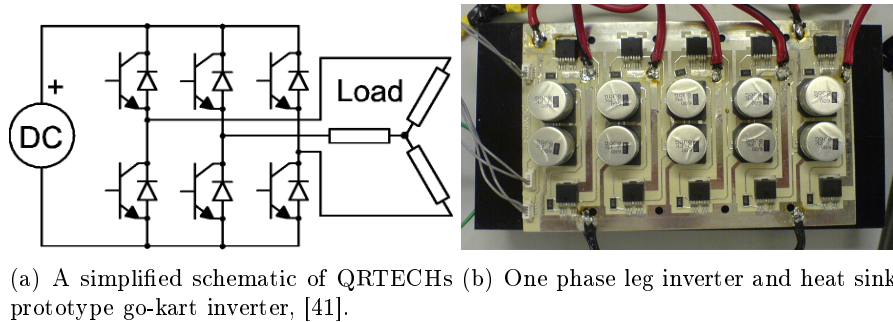 +
DC
Load
(a) A simplified schematic of QRTECHs
prototype go-kart inverter, [41].
(b) One phase leg inverter and heat sink